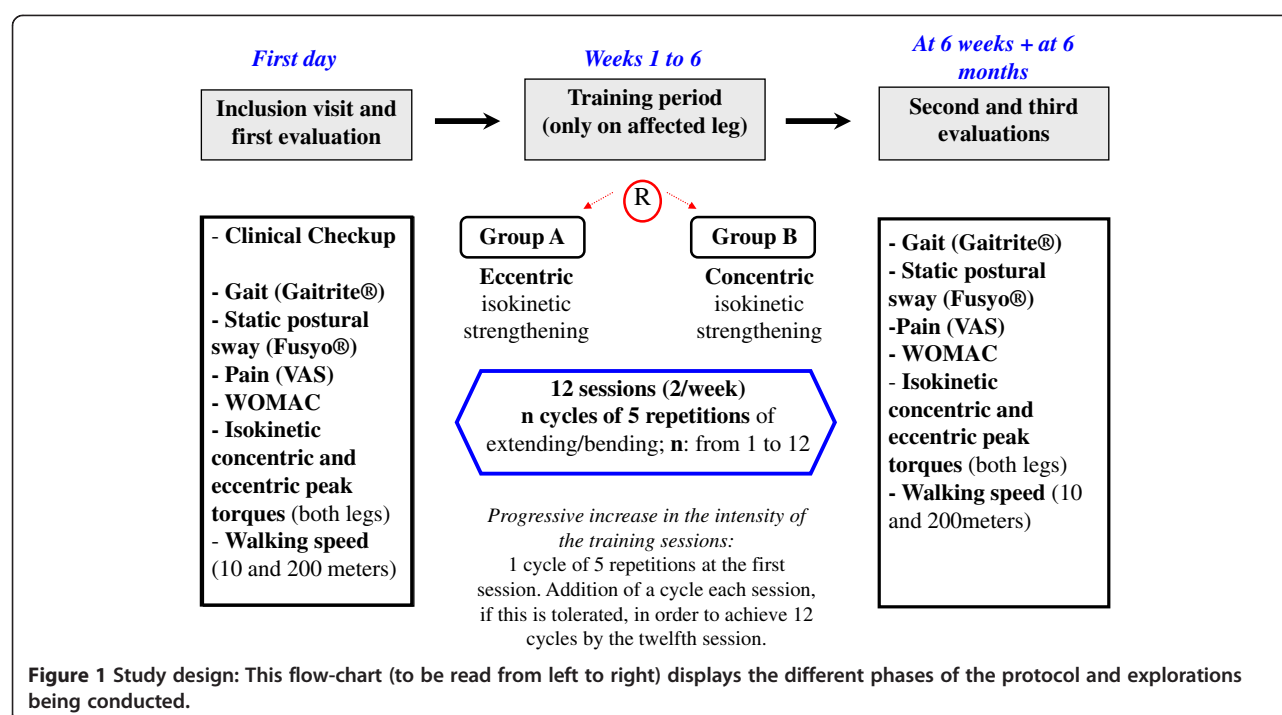 First day
Inclusion visit and
first evaluation
- Clinical Checkup
- Gait (Gaitrite®)
- Static postural
sway (Fusyo®)
- Pain (VAS)
- WOMAC
- Isokinetic
concentric and
eccentric peak
torques (both legs)
- Walking speed
(10 and 200 meters)
Weeks 1 to 6
Training period
(only on affected leg)
R
Group A
Eccentric
isokinetic
strengthening
Group B
Concentric
isokinetic
strengthening
12 sessions (2/week)
n cycles of 5 repetitions of
extending/bending; n: from 1 to 12
Progressive increase in the intensity of
the training sessions:
1 cycle of 5 repetitions at the first
session. Addition of a cycle each session,
if this is tolerated, in order to achieve 12
cycles by the twelfth session.
At 6 weeks + at 6
months
Second and third
evaluations
- Gait (Gaitrite®)
- Static postural
sway (Fusyo®)
-Pain (VAS)
- WOMAC
- Isokinetic
concentric and
eccentric peak
torques (both legs)
- Walking speed (10
and 200meters)
Figure 1 Study design: This flow-chart (to be read from left to right) displays the different phases of the protocol and explorations
being conducted.